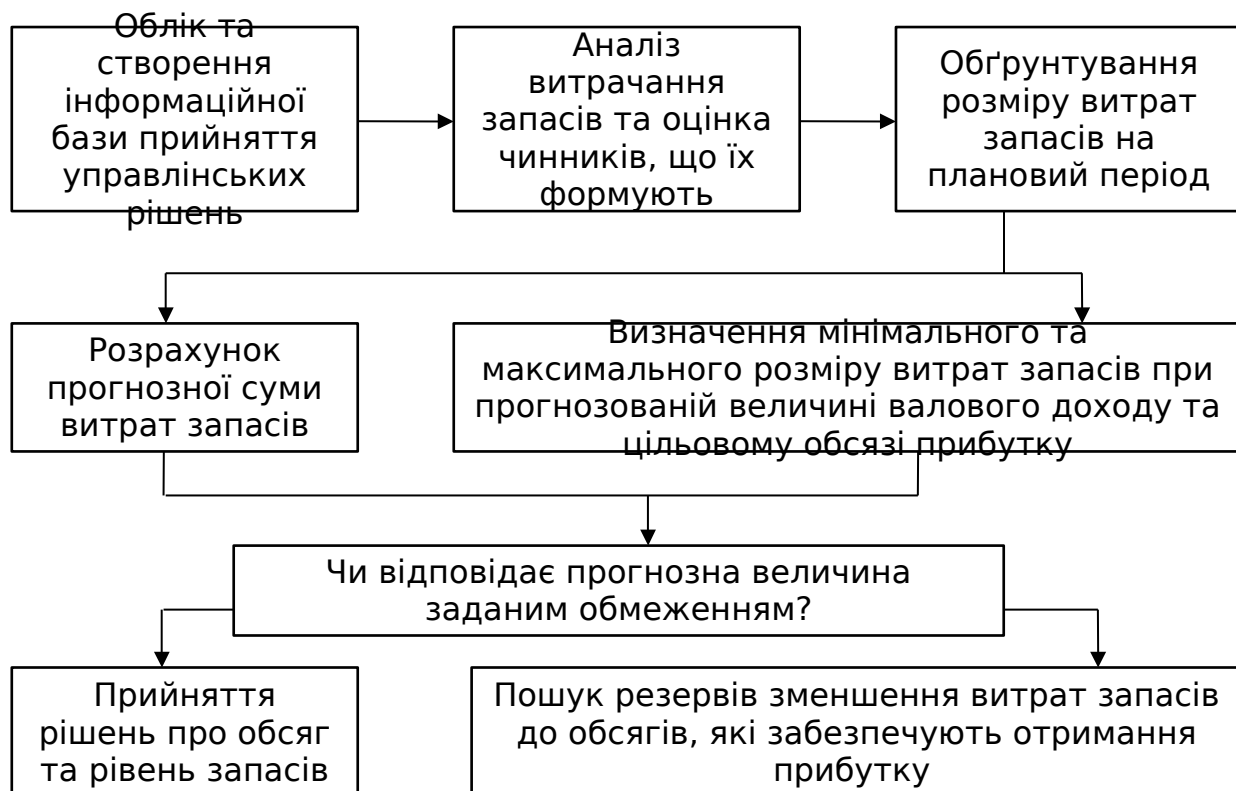 Облік та
створення
інформаційної
бази прийняття
управлінських
рішень
Аналіз
витрачання
запасів та оцінка
чинників, що їх
формують
Обґрунтування
розміру витрат
запасів на
плановий період
Розрахунок
прогнозної суми
витрат запасів
Визначення мінімального та
максимального розміру витрат запасів при
прогнозованій величині валового доходу та
цільовому обсязі прибутку
Чи відповідає прогнозна величина
заданим обмеженням?
Прийняття
рішень про обсяг
та рівень запасів
Пошук резервів зменшення витрат запасів
до обсягів, які забезпечують отримання
прибутку